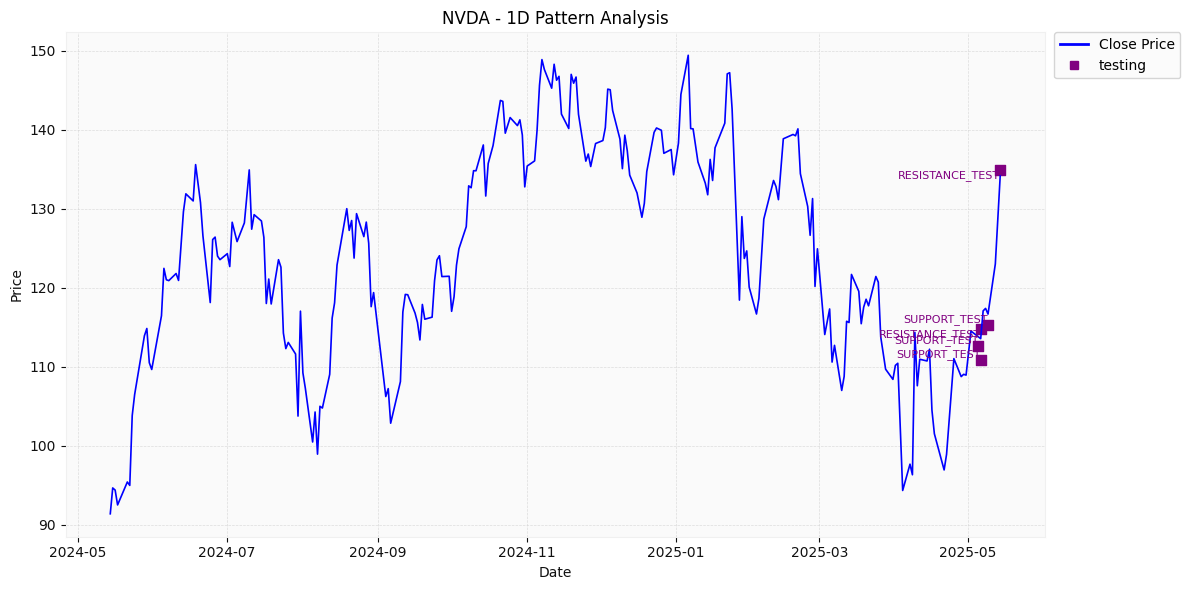 NVDA - 1D Pattern Analysis
Close Price
testing
Price
150
140
130
120
110
100
90
RESISTANCE_TEST
SUPPORT_TEST
RESISTANCE_TEST
SUPPORT_TEST
SUPPORT_TEST
2024-05
2024-07
2024-09
2024-11
2025-01
2025-03
2025-05
Date